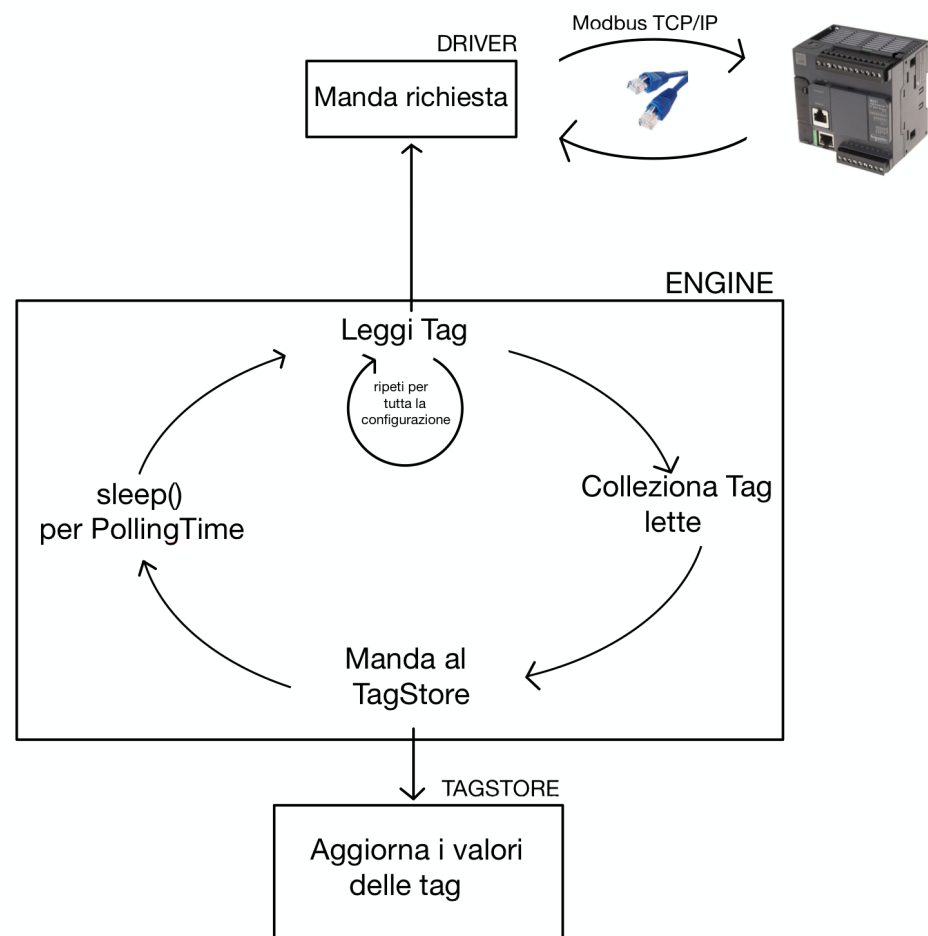 Modbus TCP/IP
DRIVER
Manda richiesta
ENGINE
Leggi Tag
ripeti per
tutta la
configurazione
Colleziona Tag
lette
sleep()
per PollingTime
Manda al
TagStore
TAGSTORE
Aggiorna i valori
delle tag